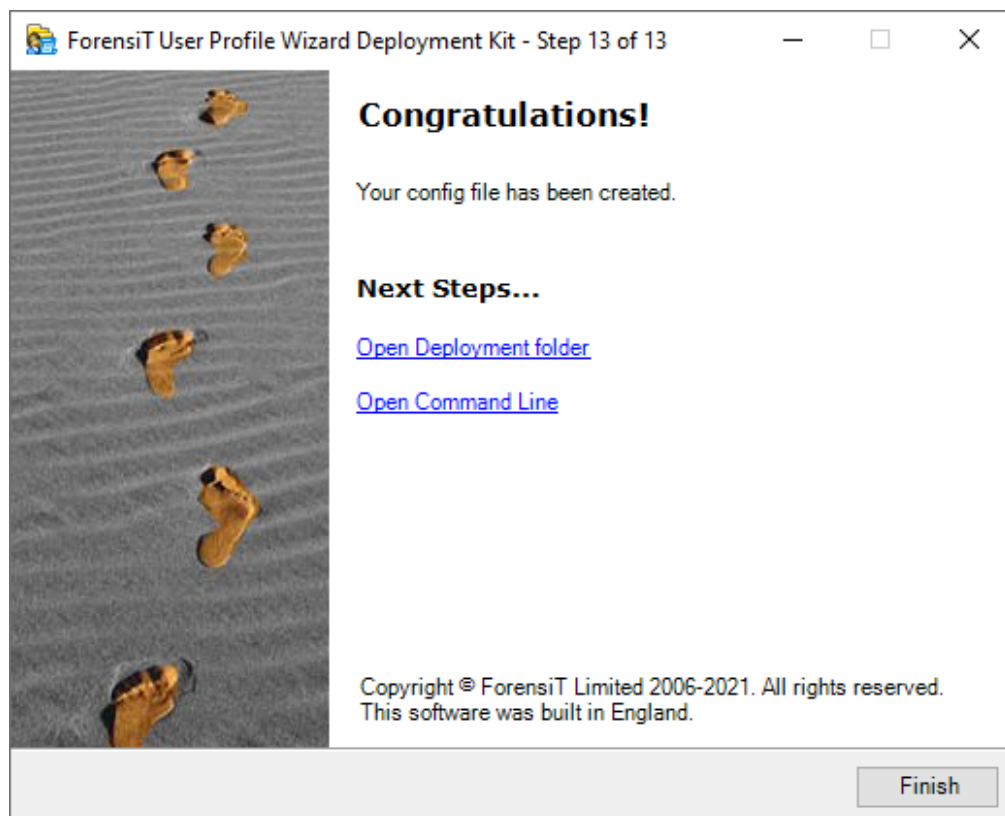 ForensiT User Profile Wizard Deployment Kit - Step 13 of 13
Congratulations!
Your config file has been created.
Next Steps...
Open Deployment folder
Open Command Line
Copyright © ForensiT Limited 2006-2021. All rights reserved.
This software was built in England.
Finish